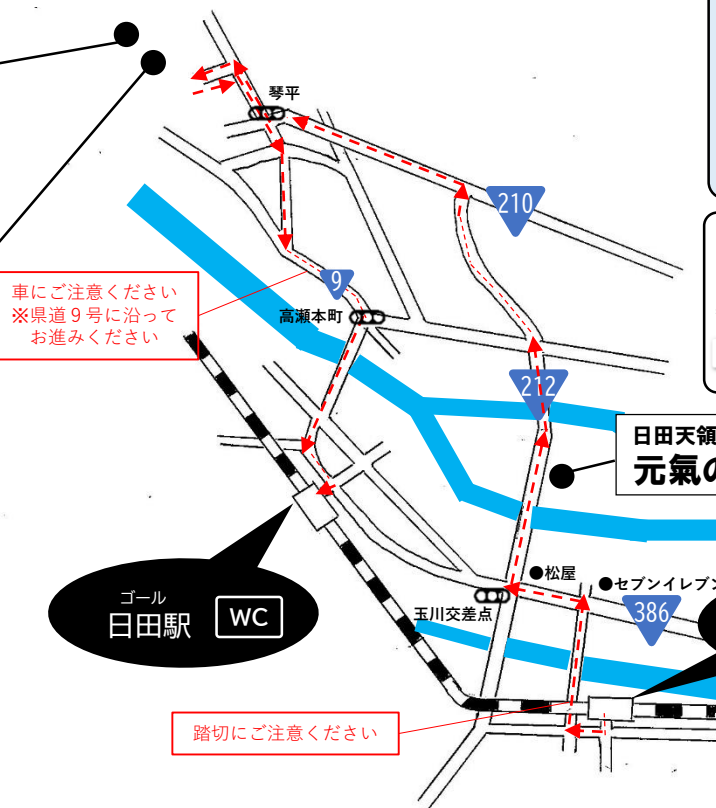 琴平
210
9
車にご注意ください
※県道９号に沿って
お進みください
高瀬本町
212
日田天領
元氣の
●松屋
●セブンイレブン
386
玉川交差点
ゴール
日田駅 WC
踏切にご注意ください